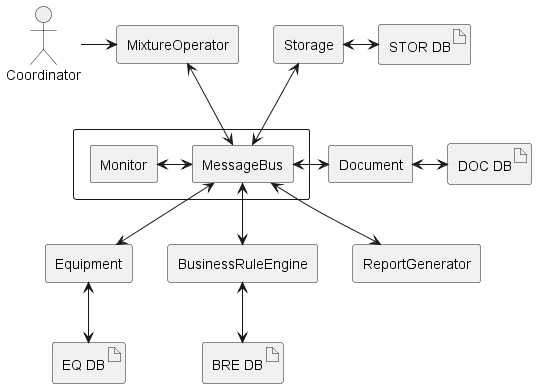 Coordinator
MixtureOperator
Storage
STOR DB
Monitor
MessageBus
Document
DOC DB
Equipment
BusinessRuleEngine
ReportGenerator
EQ DB
BRE DB